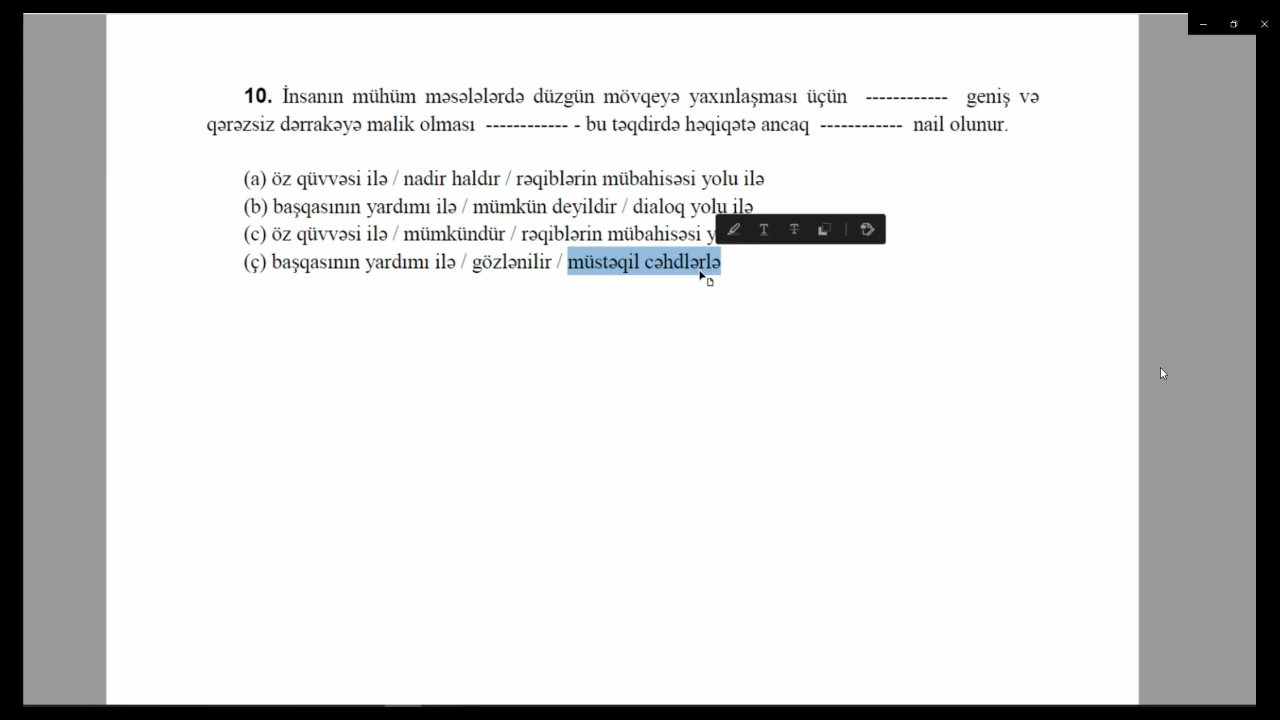 10. İnsanın mühüm məsələlərdə düzgün mövqeyə yaxınlaşması üçün ------------ geniş və
qərəzsiz dərrakəyə malik olması ------------ - bu təqdirdə həqiqətə ancaq ------------ nail olunur.
(a) öz qüvvəsi ilə / nadir haldır / rəqiblərin mübahisəsi yolu ilə
(b) başqasının yardımı ilə / mümkün deyildir / dialoq yolu ilə
(c) öz qüvvəsi ilə / mümkündür / rəqiblərin mübahisəsi
(ç) başqasının yardımı ilə / gözlənilir / müstəqil cəhdlərlə